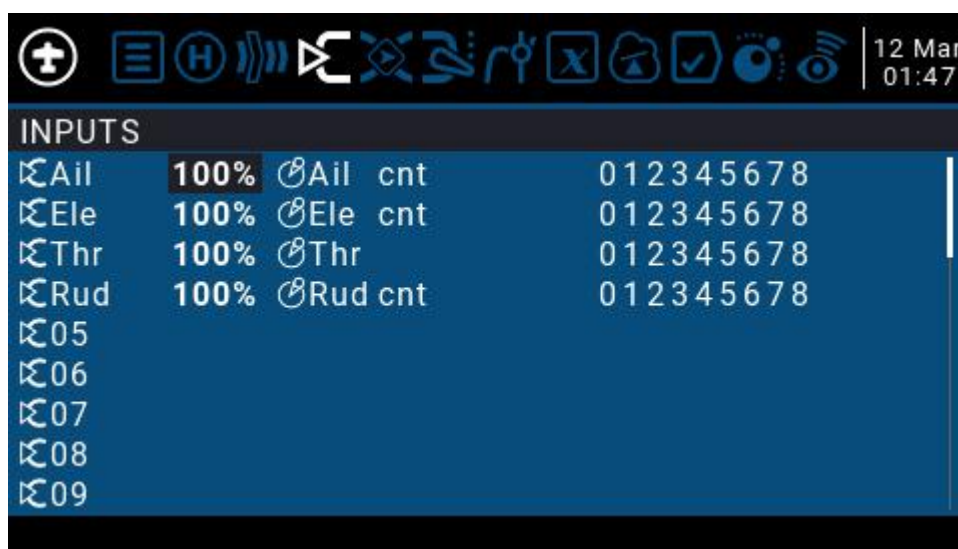 12 Mar
01:47
INPUTS
Ail 100% Ail cnt 012345678
Ele 100% Ele cnt 012345678
Thr 100% Thr 012345678
Rud 100% Rud cnt 012345678
05
06
07
08
09